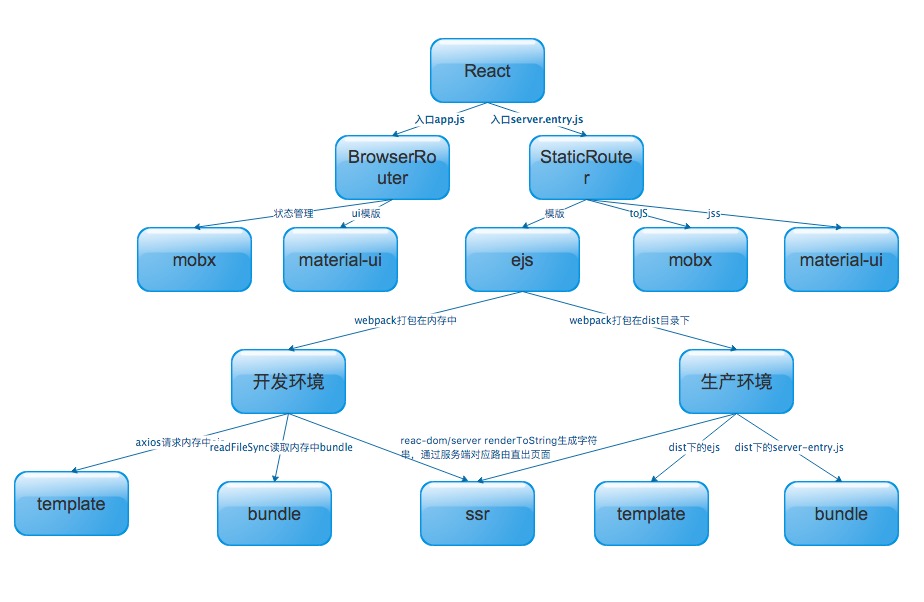 React
入口app.js
入口server.entry.js
BrowserRo
uter
StaticRoute
r
状态管理
ui模版
模版
toJS
jss
mobx
material-ui
ejs
mobx
material-ui
webpack打包在内存中
webpack打包在dist目录下
开发环境
生产环境
axios请求内存中
readFileSync读取内存中bundle
reac-dom/server renderToString生成字符
串，通过服务端对应路由直出页面
dist下的ejs
dist下的server-entry.js
template
bundle
ssr
template
bundle